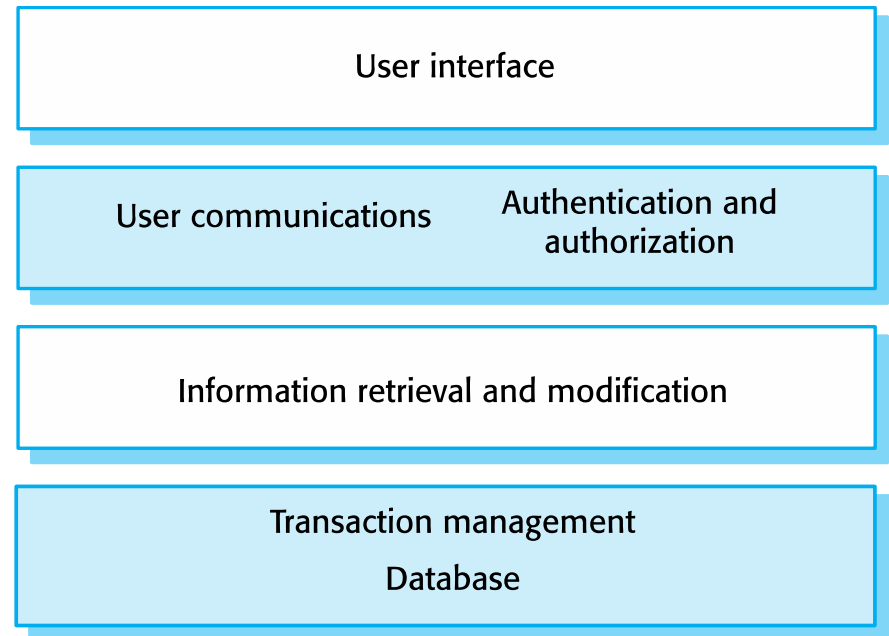 User interface
User communications
Authentication and
authorization
Information retrieval and modification
Transaction management
Database